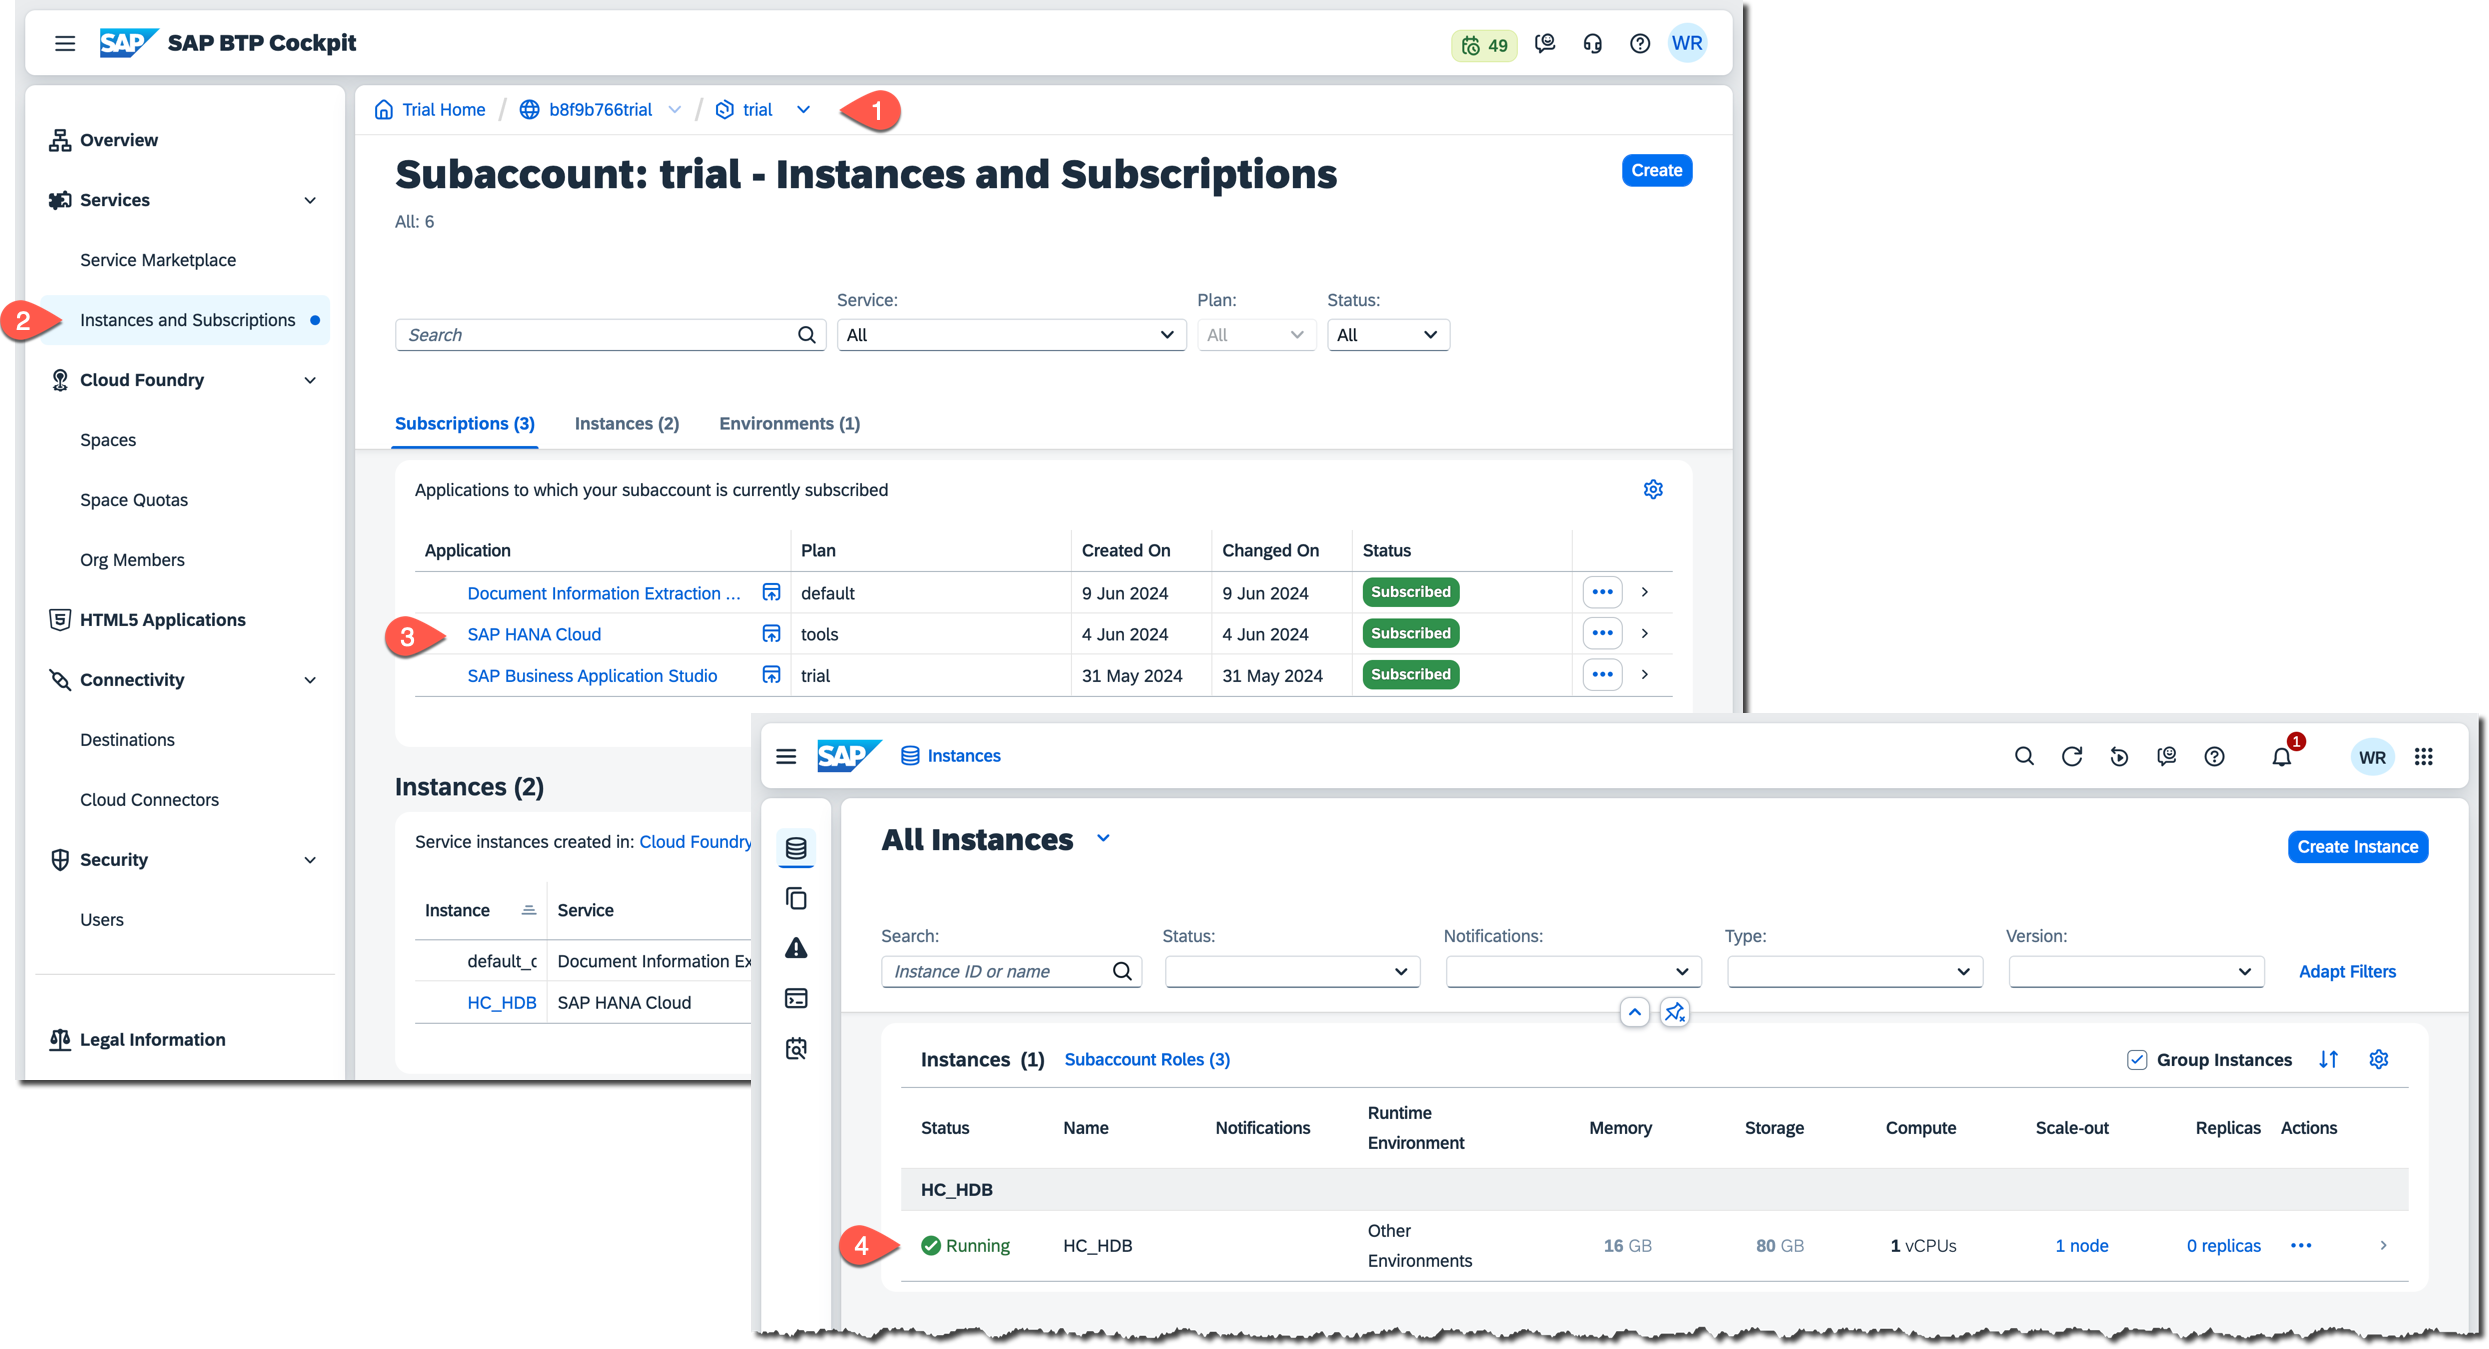 SAP SAP BTP Cockpit
49
WR
Trial Home / b8f9b766trial / trial
1
Overview
Services
Service Marketplace
2
Instances and Subscriptions
Cloud Foundry
Spaces
Space Quotas
Org Members
HTML5 Applications
Connectivity
Destinations
Cloud Connectors
Security
Users
Legal Information
Subaccount: trial - Instances and Subscriptions
Create
All: 6
Service: Plan: Status:
Search All All All
Subscriptions (3) Instances (2) Environments (1)
Applications to which your subaccount is currently subscribed
Application Plan Created On Changed On Status
Document Information Extraction ... default 9 Jun 2024 9 Jun 2024 Subscribed
3 SAP HANA Cloud tools 4 Jun 2024 4 Jun 2024 Subscribed
SAP Business Application Studio trial 31 May 2024 31 May 2024 Subscribed
Instances (2)
Service instances created in: Cloud Foundry
Instance Service
default_c Document Information Ex
HC_HDB SAP HANA Cloud
SAP Instances
1
WR
All Instances
Create Instance
Search: Status: Notifications: Type: Version:
Instance ID or name
Adapt Filters
Instances (1) Subaccount Roles (3) Group Instances
Status Name Notifications Runtime Environment Memory Storage Compute Scale-out Replicas Actions
HC_HDB
4 Running HC_HDB Other Environments 16 GB 80 GB 1 vCPUs 1 node 0 replicas